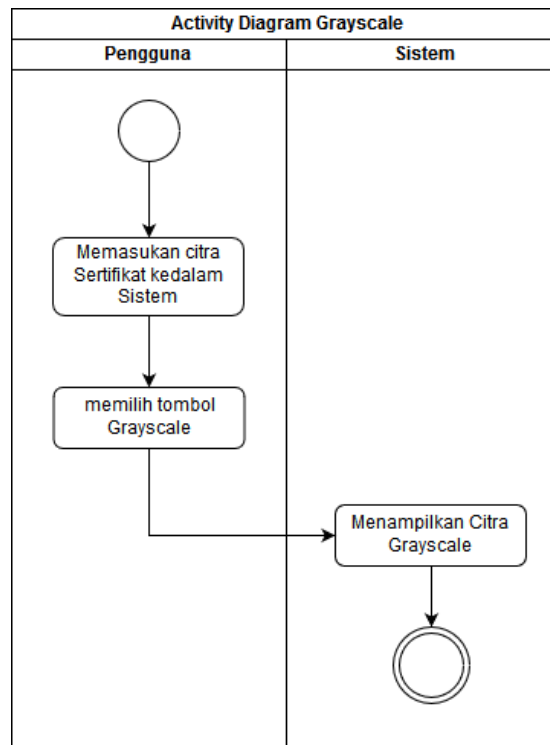 Activity Diagram Grayscale
Pengguna
Sistem
Memasukan citra
Sertifikat kedalam
Sistem
memilih tombol
Grayscale
Menampilkan Citra
Grayscale